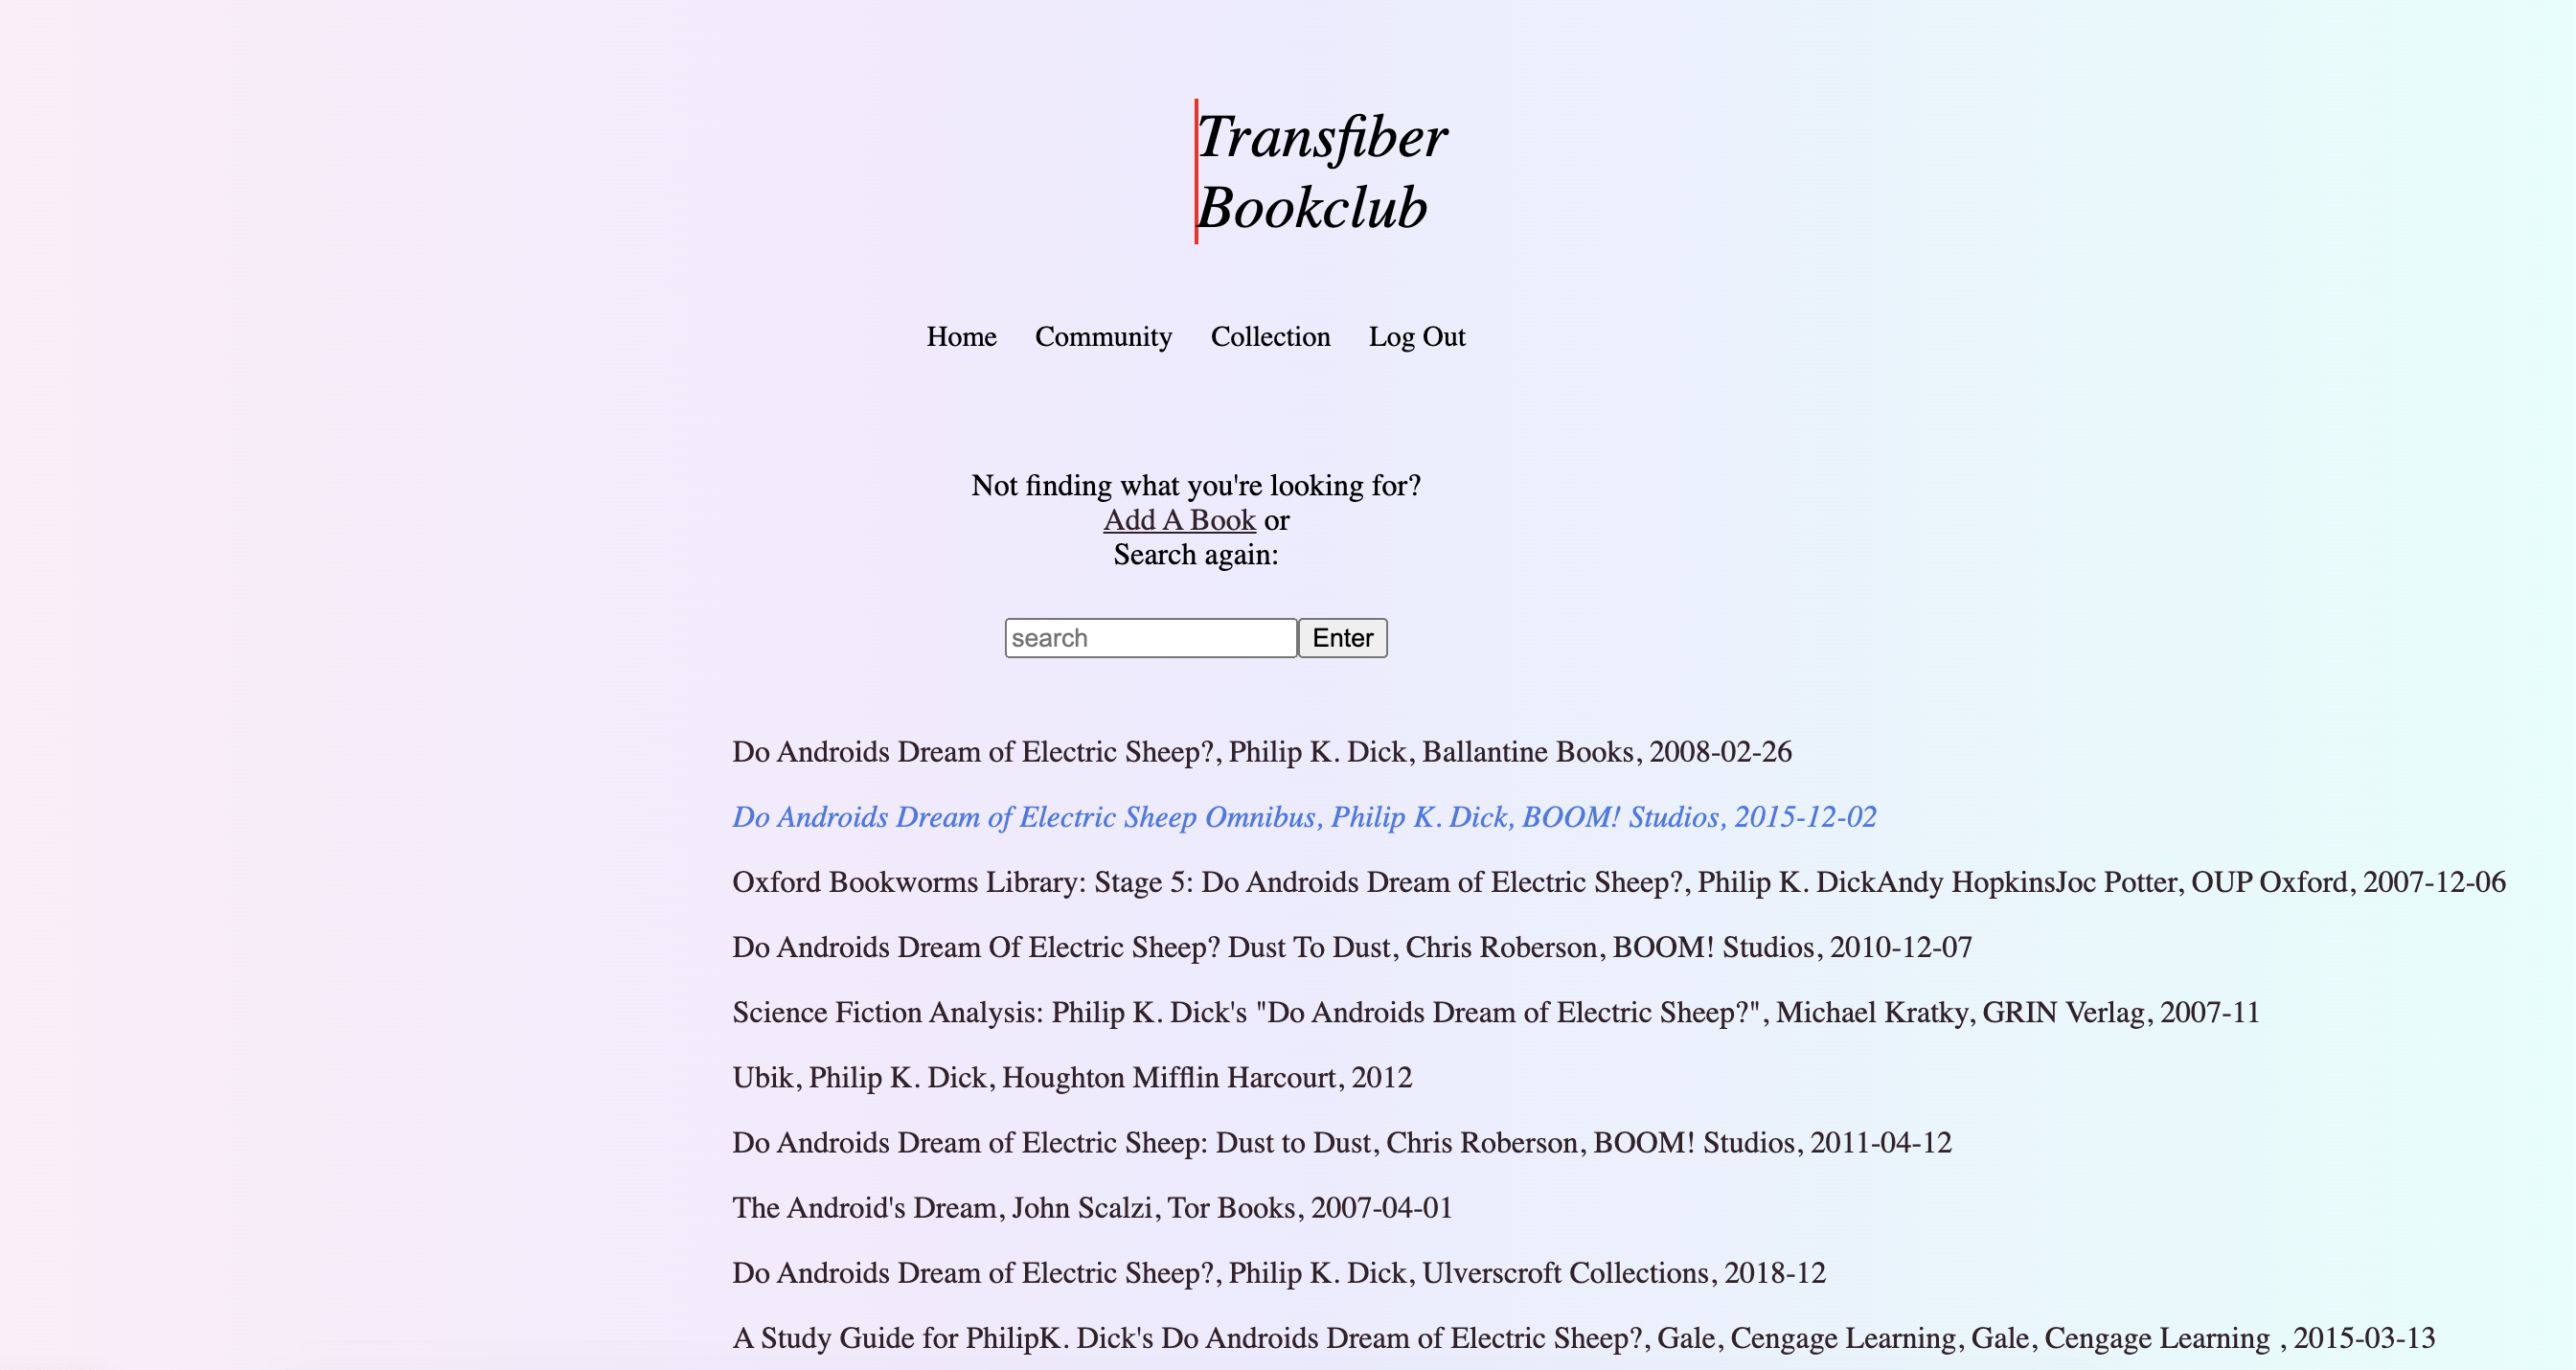 Transfiber
Bookclub
Home Community Collection Log Out
Not finding what you're looking for?
Add A Book or
Search again:
search Enter
Do Androids Dream of Electric Sheep?, Philip K. Dick, Ballantine Books, 2008-02-26
Do Androids Dream of Electric Sheep Omnibus, Philip K. Dick, BOOM! Studios, 2015-12-02
Oxford Bookworms Library: Stage 5: Do Androids Dream of Electric Sheep?, Philip K. DickAndy HopkinsJoc Potter, OUP Oxford, 2007-12-06
Do Androids Dream Of Electric Sheep? Dust To Dust, Chris Roberson, BOOM! Studios, 2010-12-07
Science Fiction Analysis: Philip K. Dick's "Do Androids Dream of Electric Sheep?", Michael Kratky, GRIN Verlag, 2007-11
Ubik, Philip K. Dick, Houghton Mifflin Harcourt, 2012
Do Androids Dream of Electric Sheep: Dust to Dust, Chris Roberson, BOOM! Studios, 2011-04-12
The Android's Dream, John Scalzi, Tor Books, 2007-04-01
Do Androids Dream of Electric Sheep?, Philip K. Dick, Ulverscroft Collections, 2018-12
A Study Guide for PhilipK. Dick's Do Androids Dream of Electric Sheep?, Gale, Cengage Learning, Gale, Cengage Learning , 2015-03-13